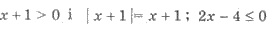 x + 1 > 0 i | x + 1 |= x + 1 ; 2x − 4 ≤ 0